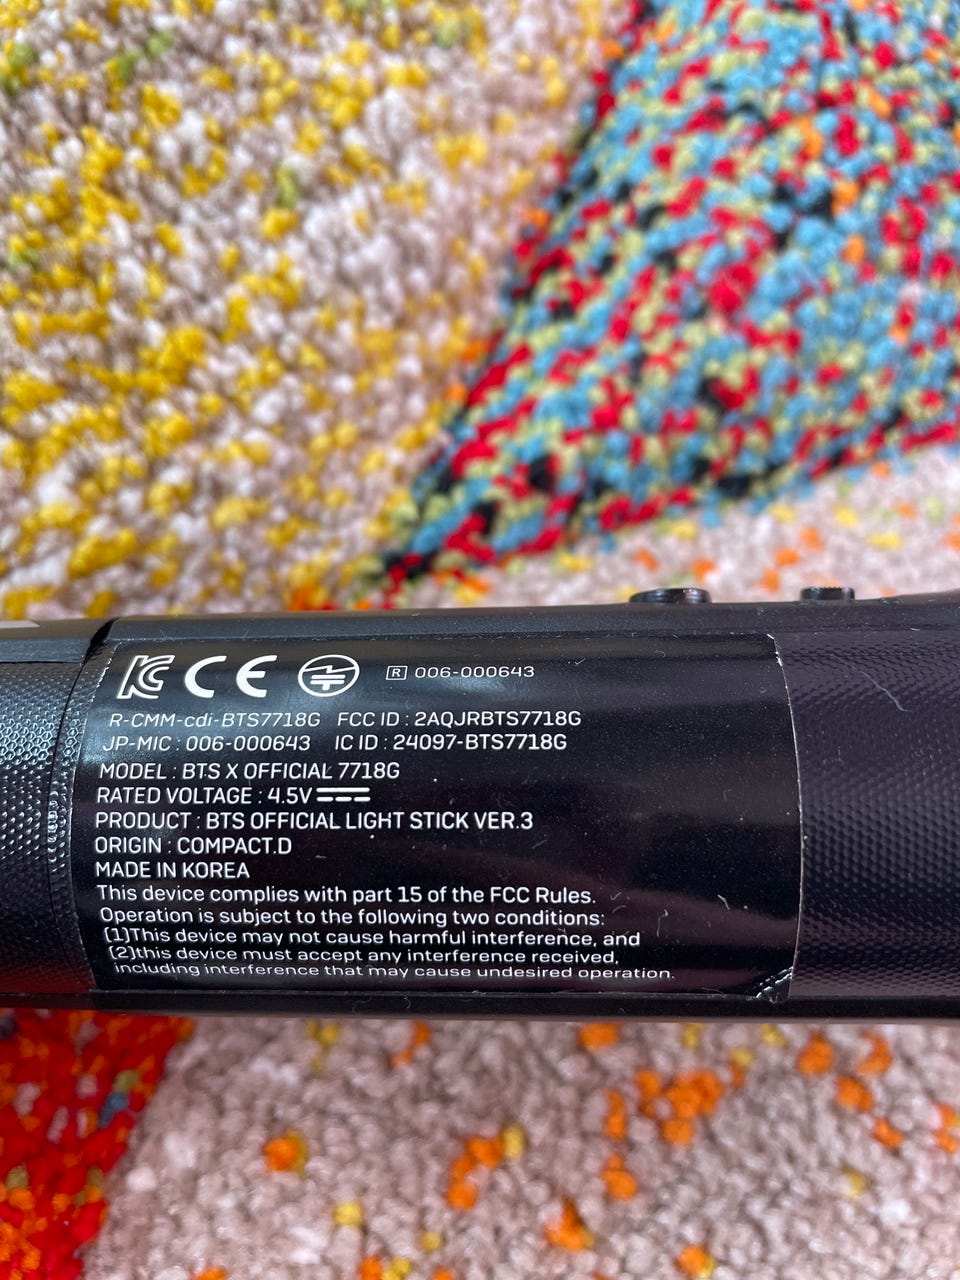 CE R 006-000643
R-CMM-cdi-BTS7718G FCC ID : 2AQJRBTS7718G
JP-MIC : 006-000643 IC ID : 24097-BTS7718G
MODEL : BTS X OFFICIAL 7718G
RATED VOLTAGE : 4.5V
PRODUCT : BTS OFFICIAL LIGHT STICK VER.3
ORIGIN : COMPACT.D
MADE IN KOREA
This device complies with part 15 of the FCC Rules.
Operation is subject to the following two conditions:
(1)This device may not cause harmful interference, and
(2)this device must accept any interference received,
including interference that may cause undesired operation.